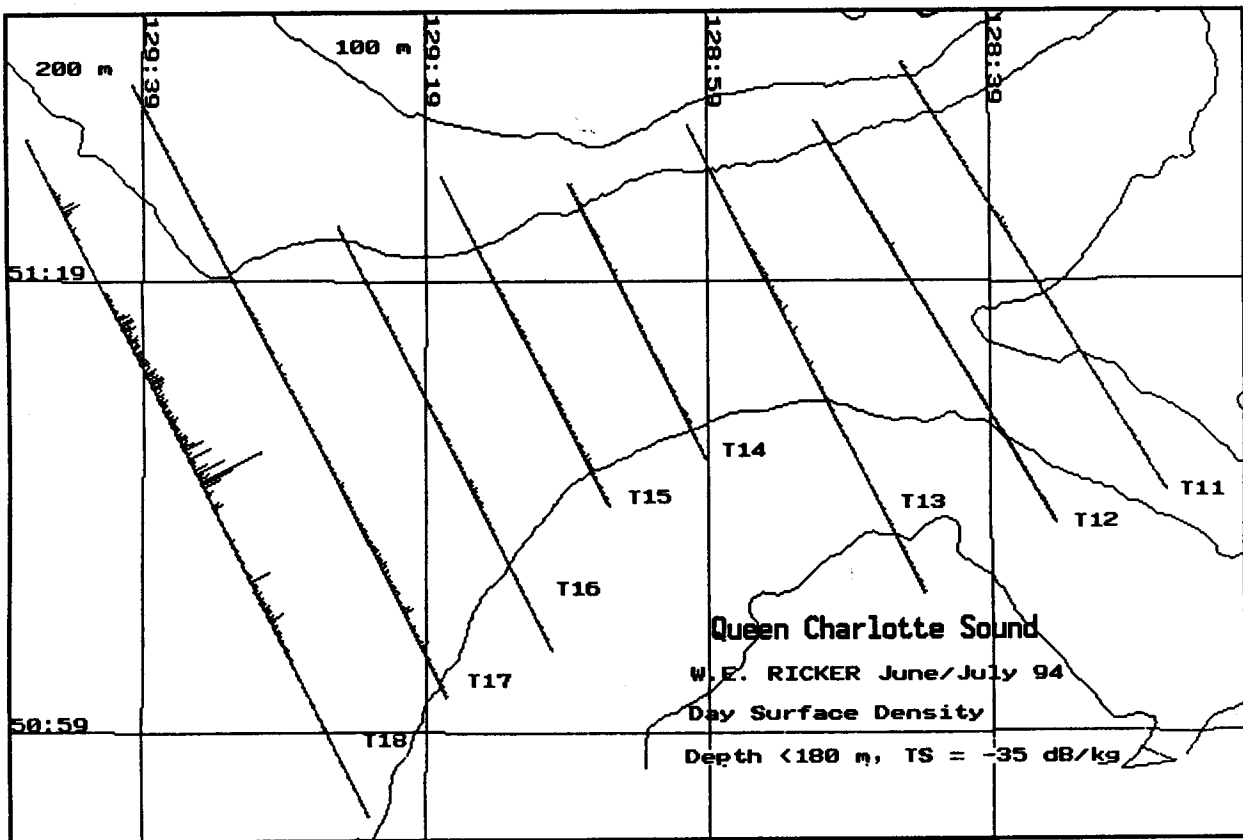 129:39
129:19
128:59
128:39
100 m
200 m
51:19
T14
T11
T15
T13
T12
T16
Queen Charlotte Sound
W.E. RICKER June/July 94
T17
Day Surface Density
50:59
T18
Depth <180 m, TS = -35 dB/kg